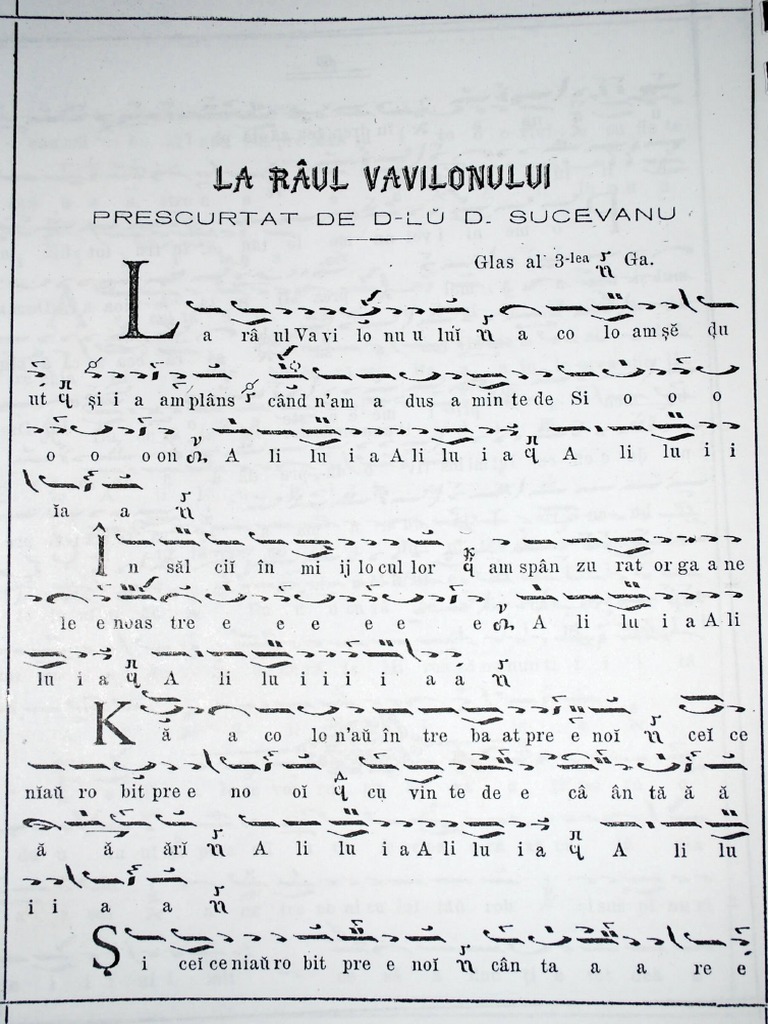 LA RÂUL VAVILONULUI
PRESCURTAT DE D-LŬ D. SUCEVANU
Glas al 3-lea Ga.
L a râ ul Va vi lo nu u luĭ a co lo am șĕ du
ut și i a am plâns când n'am a dus a min te de Si o o o
o o o on A li lu i a A li lu i a A li lu i i
ĭa a a
Î n săl ciĭ în mi ij lo cul lor am spân zu rat or ga a ne
le e noas tre e e e e e e A li lu i a A li
lu i a A li lu i i i i a a
K ă a co lo n'aŭ în tre ba at pre e noĭ ceĭ ce
niaŭ ro bit pre e no oĭ cu vin te de e câ ân tă ă ă
ă ă ărĭ A li lu i a A li lu i a A li lu
i i a a
Ș i ceĭ ce niaŭ ro bit pre e noĭ cân ta a a re e